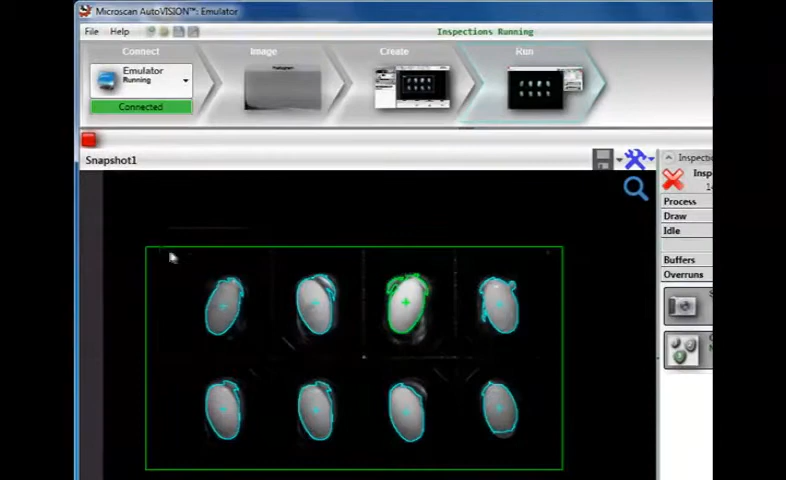 Microscan AutoVISION™: Emulator
File Help
Inspections Running
Connect
Image
Create
Run
Emulator
Running
Connected
Snapshot1
Process
Draw
Idle
Buffers
Overruns